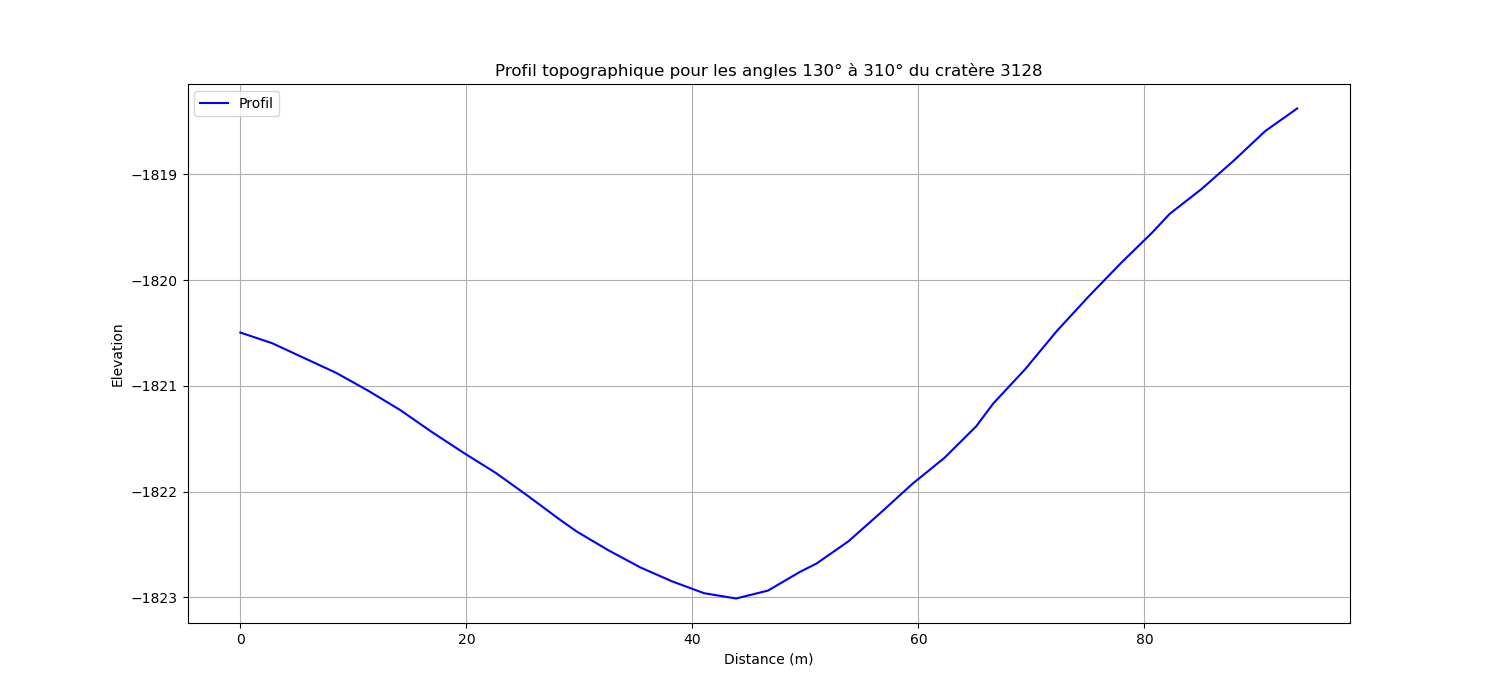 Profil topographique pour les angles 130° à 310° du cratère 3128
Profil
Elevation
−1819
−1820
−1821
−1822
−1823
0 20 40 60 80
Distance (m)